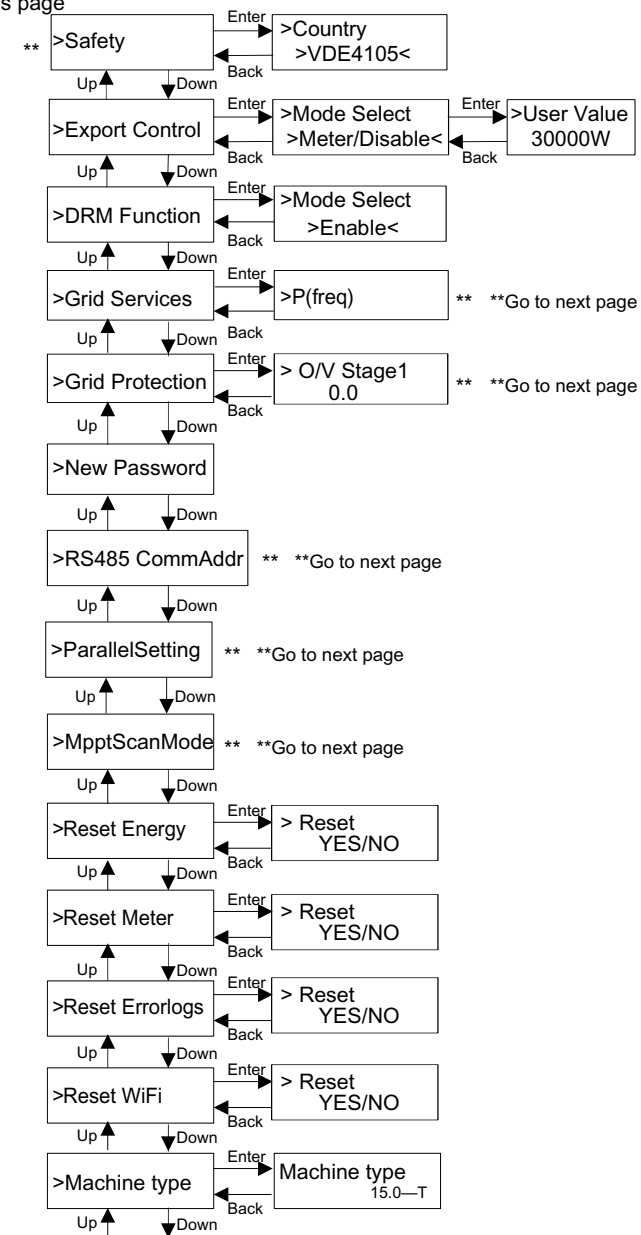 s page
Enter
** >Safety
>Country
>VDE4105<
Back
Up Down
Enter Enter
>Export Control
>Mode Select
>Meter/Disable<
>User Value
30000W
Back Back
Up Down
Enter
>DRM Function
>Mode Select
>Enable<
Back
Up Down
Enter
>Grid Services
>P(freq) ** **Go to next page
Back
Up Down
Enter
>Grid Protection
> O/V Stage1
0.0
** **Go to next page
Back
Up Down
>New Password
Up Down
>RS485 CommAddr ** **Go to next page
Up Down
>ParallelSetting ** **Go to next page
Up Down
>MpptScanMode ** **Go to next page
Up Down
Enter
>Reset Energy
> Reset
YES/NO
Back
Up Down
Enter
>Reset Meter
> Reset
YES/NO
Back
Up Down
Enter
>Reset Errorlogs
> Reset
YES/NO
Back
Up Down
Enter
>Reset WiFi
> Reset
YES/NO
Back
Up Down
Enter
>Machine type
Machine type
15.0—T
Back
Up Down